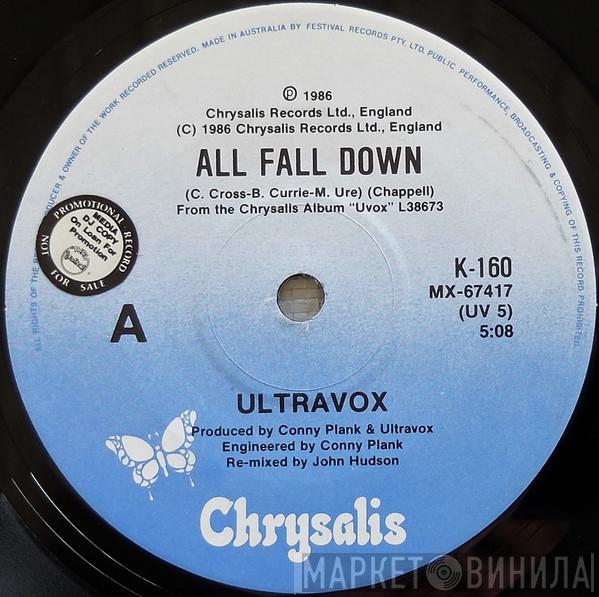 PRODUCER & OWNER OF THE WORK RECORDED RESERVED. MADE IN AUSTRALIA BY FESTIVAL RECORDS PTY. LTD. PUBLIC PERFORMANCE, BROADCASTING & COPYING OF THIS RECORD PROHIBITED.
ALL RIGHTS OF THE
℗ 1986
Chrysalis Records Ltd., England
(C) 1986 Chrysalis Records Ltd., England
ALL FALL DOWN
(C. Cross-B. Currie-M. Ure) (Chappell)
From the Chrysalis Album "Uvox" L38673
PROMOTIONAL RECORD
MEDIA
DJ COPY
On Loan For
Promotion
NOT FOR SALE
A
K-160
MX-67417
(UV 5)
5:08
ULTRAVOX
Produced by Conny Plank & Ultravox
Engineered by Conny Plank
Re-mixed by John Hudson
Chrysalis
МАРКЕТ ВИНИЛА